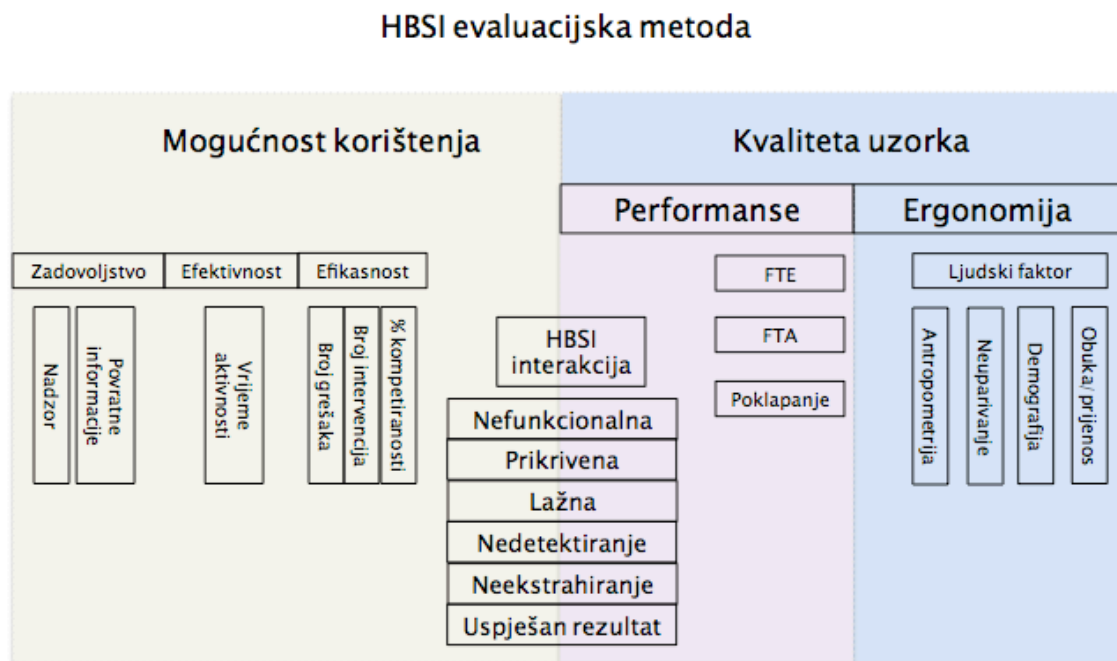 HBSI evaluacijska metoda
Mogućnost korištenja
Kvaliteta uzorka
Performanse
Ergonomija
Zadovoljstvo
Efektivnost
Efikasnost
FTE
Ljudski faktor
Nadzor
Povratne
informacije
Vrijeme
aktivnosti
Broj grešaka
Broj intervencija
% kompetiranosti
HBSI
interakcija
Nefunkcionalna
Prikrivena
Lažna
Nedetektiranje
Neekstrahiranje
Uspješan rezultat
FTA
Poklapanje
Antropometrija
Neuparivanje
Demografija
Obuka/prijenos